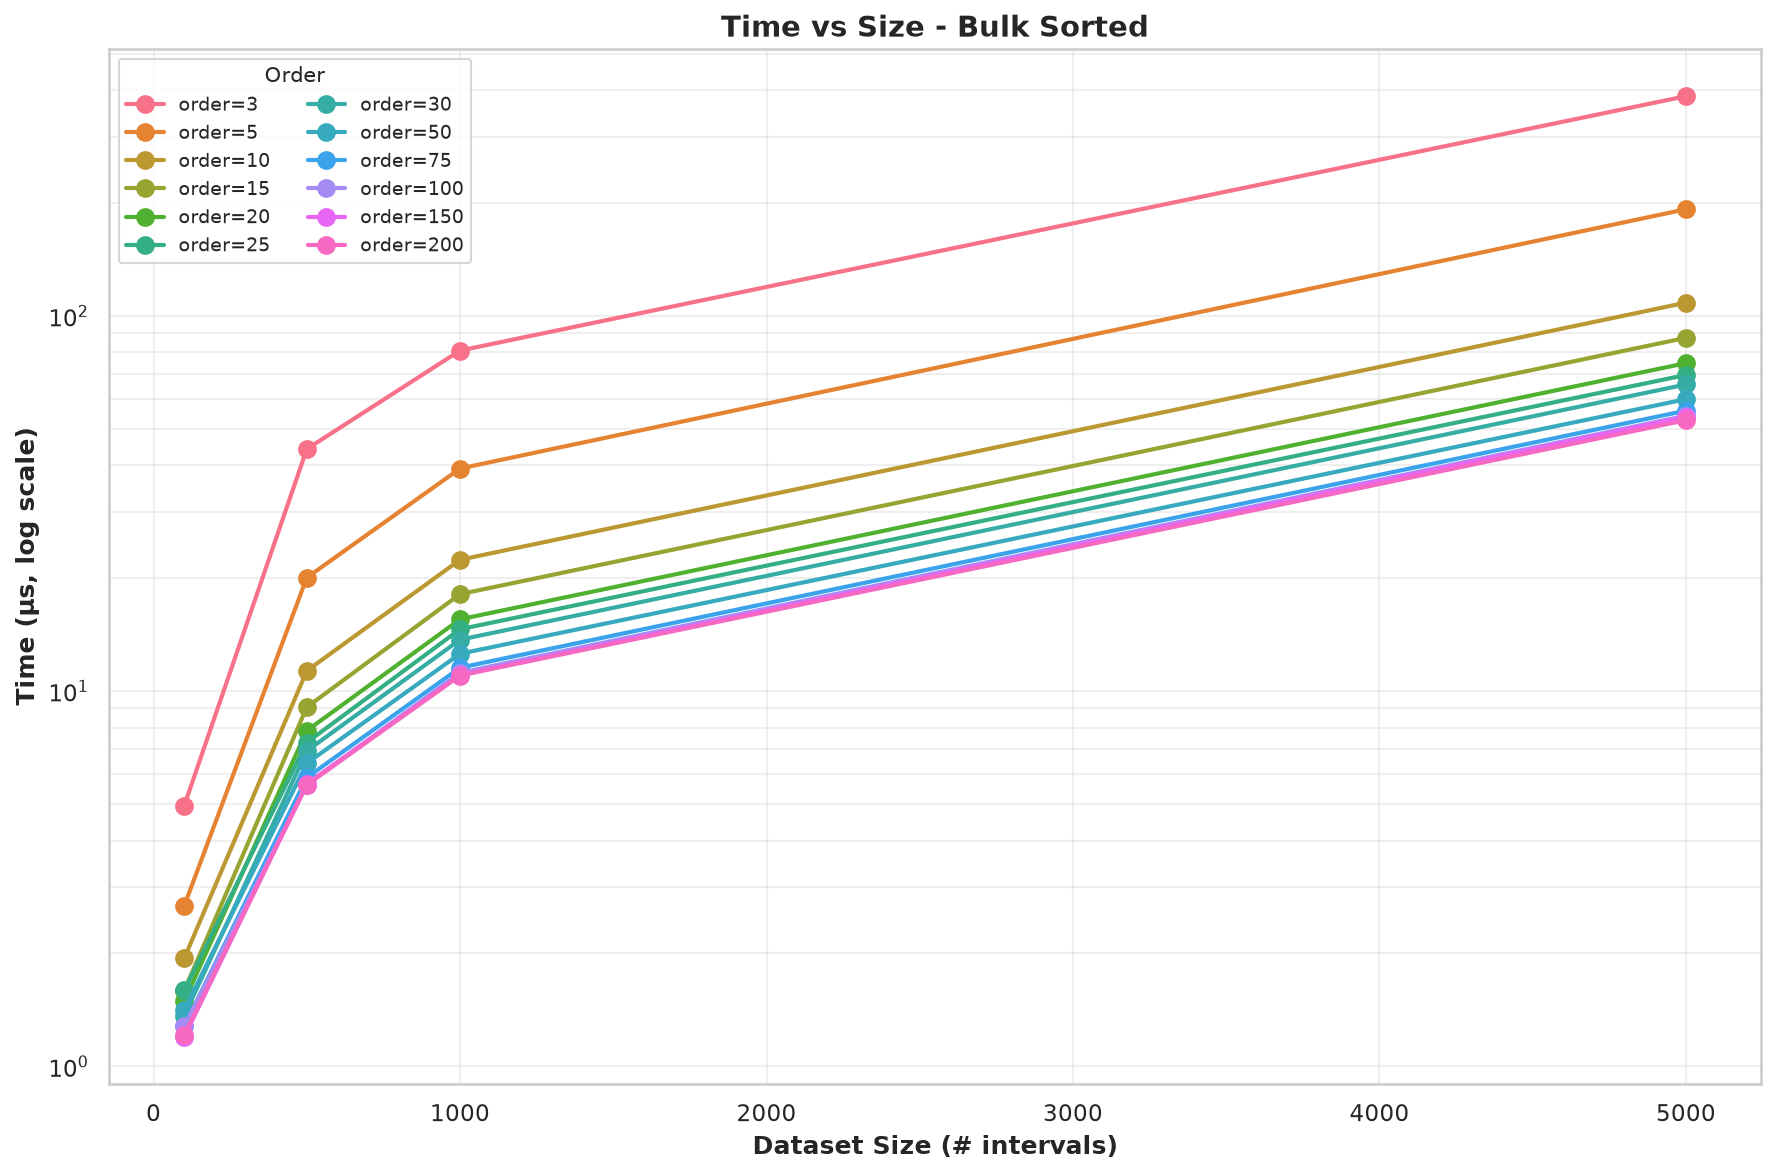 Time vs Size - Bulk Sorted
Order
order=3
order=5
order=10
order=15
order=20
order=25
order=30
order=50
order=75
order=100
order=150
order=200
Time (µs, log scale)
10²
10¹
10⁰
0 1000 2000 3000 4000 5000
Dataset Size (# intervals)